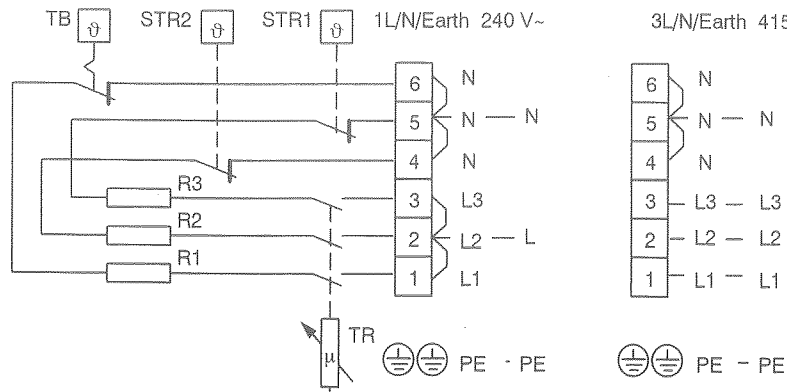 TB ϑ STR2 ϑ STR1 ϑ 1L/N/Earth 240 V~ 3L/N/Earth 415
6 N 6 N
5 N — N 5 N — N
4 N 4 N
R3 3 L3 3 L3 — L3
R2 2 L2 — L 2 L2 — L2
R1 1 L1 1 L1 — L1
TR
μ PE - PE PE - PE